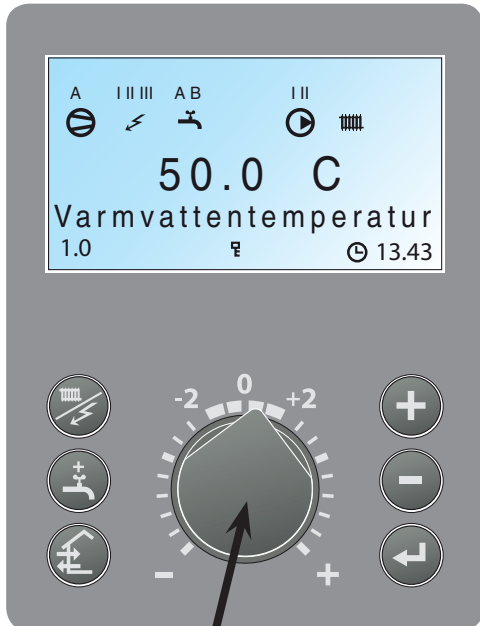 A I II III A B I II
50.0 C
Varmvattentemperatur
1.0 13.43
-2 0 +2
+
-
+
- +